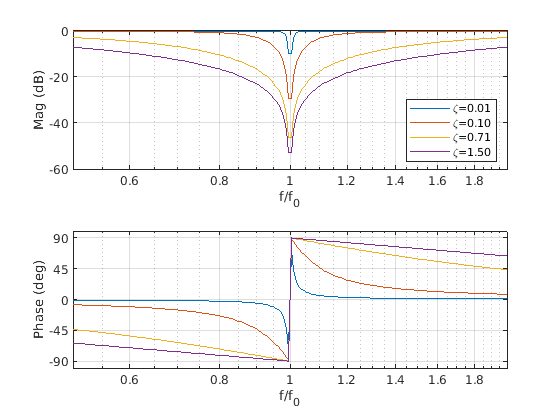 0
-20
-40
-60
Mag (dB)
ζ=0.01
ζ=0.10
ζ=0.71
ζ=1.50
0.6 0.8 1 1.2 1.4 1.6 1.8
f/f0
90
45
0
-45
-90
Phase (deg)
0.6 0.8 1 1.2 1.4 1.6 1.8
f/f0